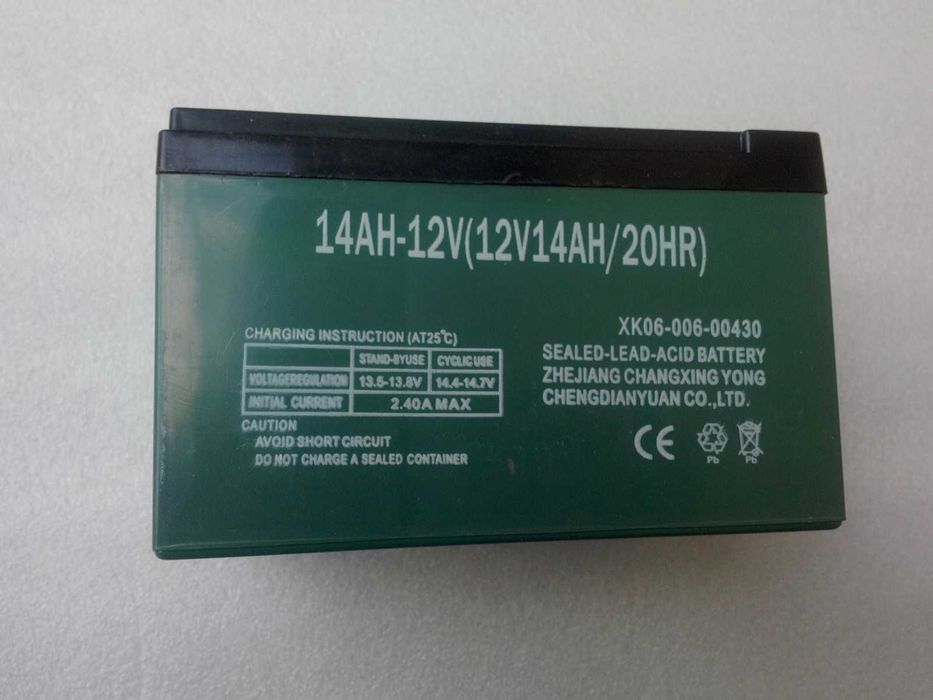 14AH-12V(12V14AH/20HR)
CHARGING INSTRUCTION (AT25℃)
STAND-BYUSE CYCLICUSE
VOLTAGEREGULATION 13.5-13.8V 14.4-14.7V
INITIAL CURRENT 2.40A MAX
CAUTION
AVOID SHORT CIRCUIT
DO NOT CHARGE A SEALED CONTAINER
XK06-006-00430
SEALED-LEAD-ACID BATTERY
ZHEJIANG CHANGXING YONG
CHENGDIANYUAN CO.,LTD.
CE
Pb Pb